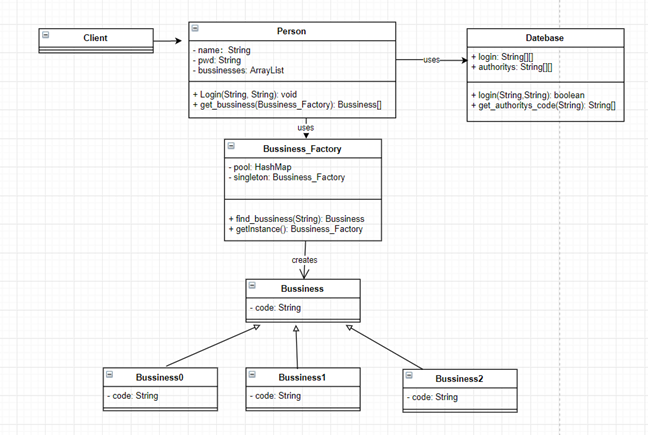 Client
Person
- name: String
- pwd: String
- bussinesses: ArrayList
+ Login(String, String): void
+ get_bussiness(Bussiness_Factory): Bussiness[]
uses
Datebase
+ login: String[][]
+ authoritys: String[][]
+ login(String,String): boolean
+ get_authoritys_code(String): String[]
uses
Bussiness_Factory
- pool: HashMap
- singleton: Bussiness_Factory
+ find_bussiness(String): Bussiness
+ getInstance(): Bussiness_Factory
creates
Bussiness
- code: String
Bussiness0
- code: String
Bussiness1
- code: String
Bussiness2
- code: String